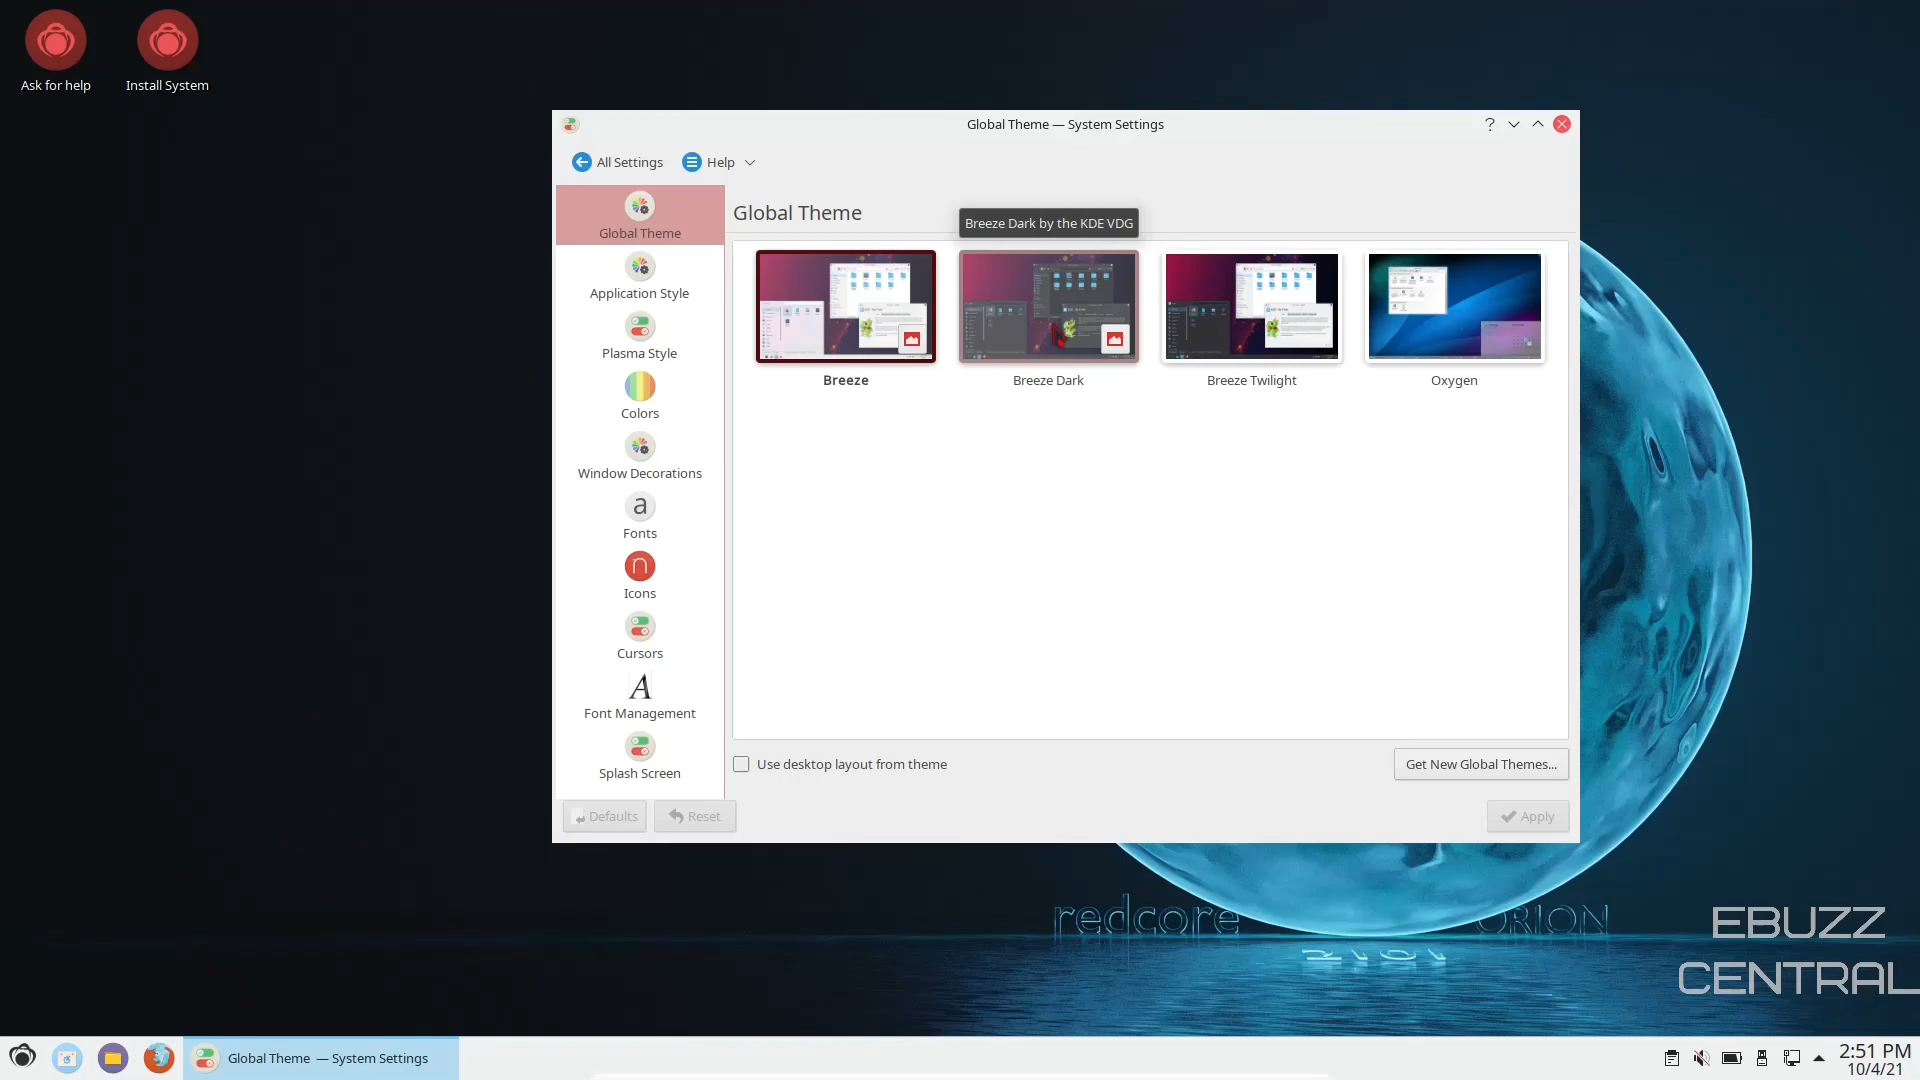 Ask for help
Install System
Global Theme — System Settings
All Settings
Help
Global Theme
Application Style
Plasma Style
Colors
Window Decorations
a
Fonts
n
Icons
Cursors
A
Font Management
Splash Screen
Global Theme
Breeze Dark by the KDE VDG
Breeze
Breeze Dark
Breeze Twilight
Oxygen
Use desktop layout from theme
Get New Global Themes...
Defaults
Reset
Apply
redcore
ORION
2101
EBUZZ
CENTRAL
Global Theme — System Settings
2:51 PM
10/4/21